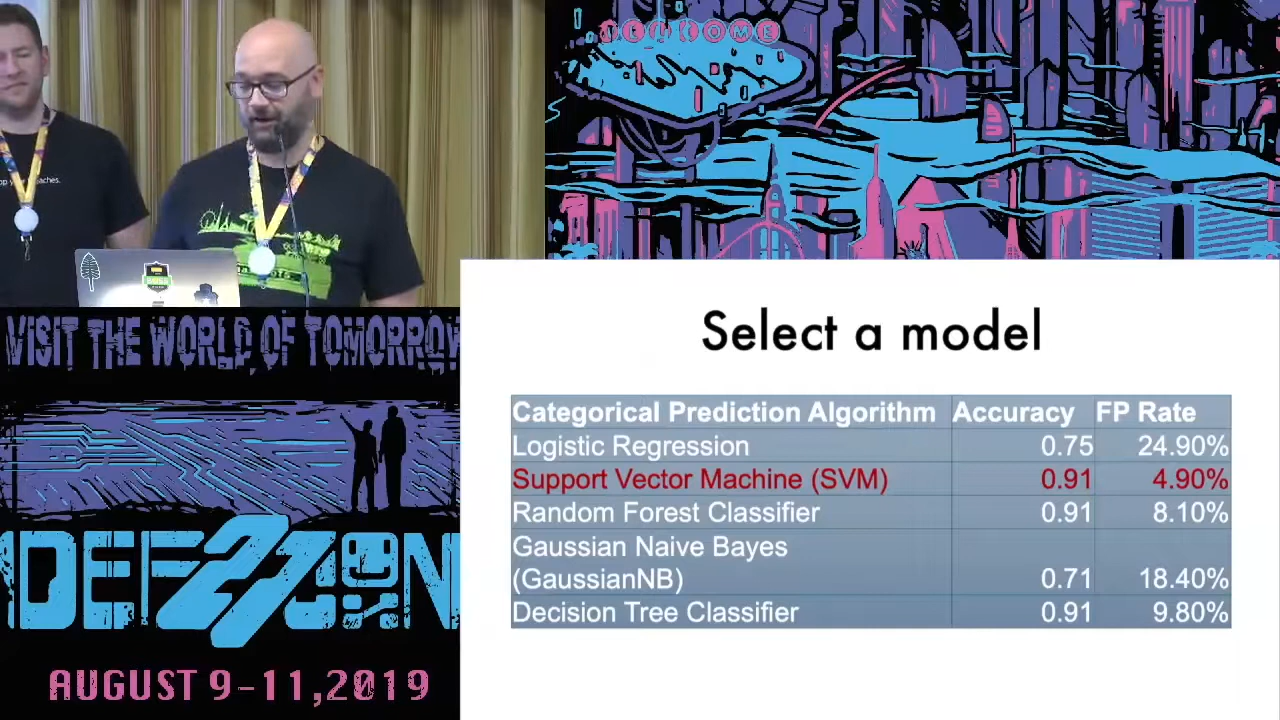 WELCOME
VISIT THE WORLD OF TOMORROW
DEF CON
27
AUGUST 9-11,2019
Select a model
Categorical Prediction Algorithm Accuracy FP Rate
Logistic Regression 0.75 24.90%
Support Vector Machine (SVM) 0.91 4.90%
Random Forest Classifier 0.91 8.10%
Gaussian Naive Bayes
(GaussianNB) 0.71 18.40%
Decision Tree Classifier 0.91 9.80%